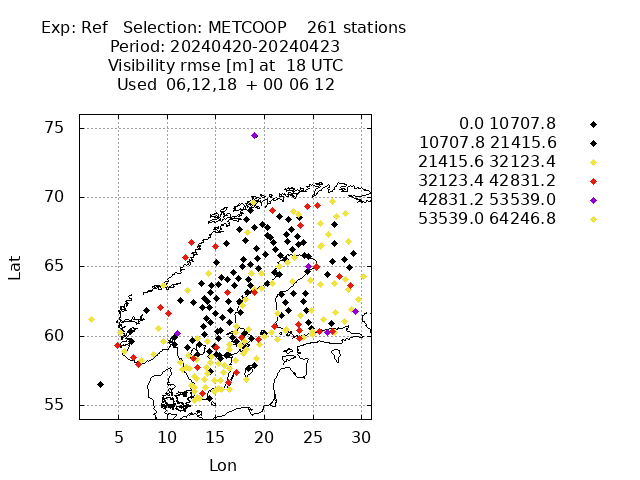 Exp: Ref   Selection: METCOOP    261 stations
Period: 20240420-20240423
Visibility rmse [m] at  18 UTC
Used  06,12,18  + 00 06 12
0.0 10707.8
10707.8 21415.6
21415.6 32123.4
32123.4 42831.2
42831.2 53539.0
53539.0 64246.8
75
70
65
60
55
Lat
5 10 15 20 25 30
Lon